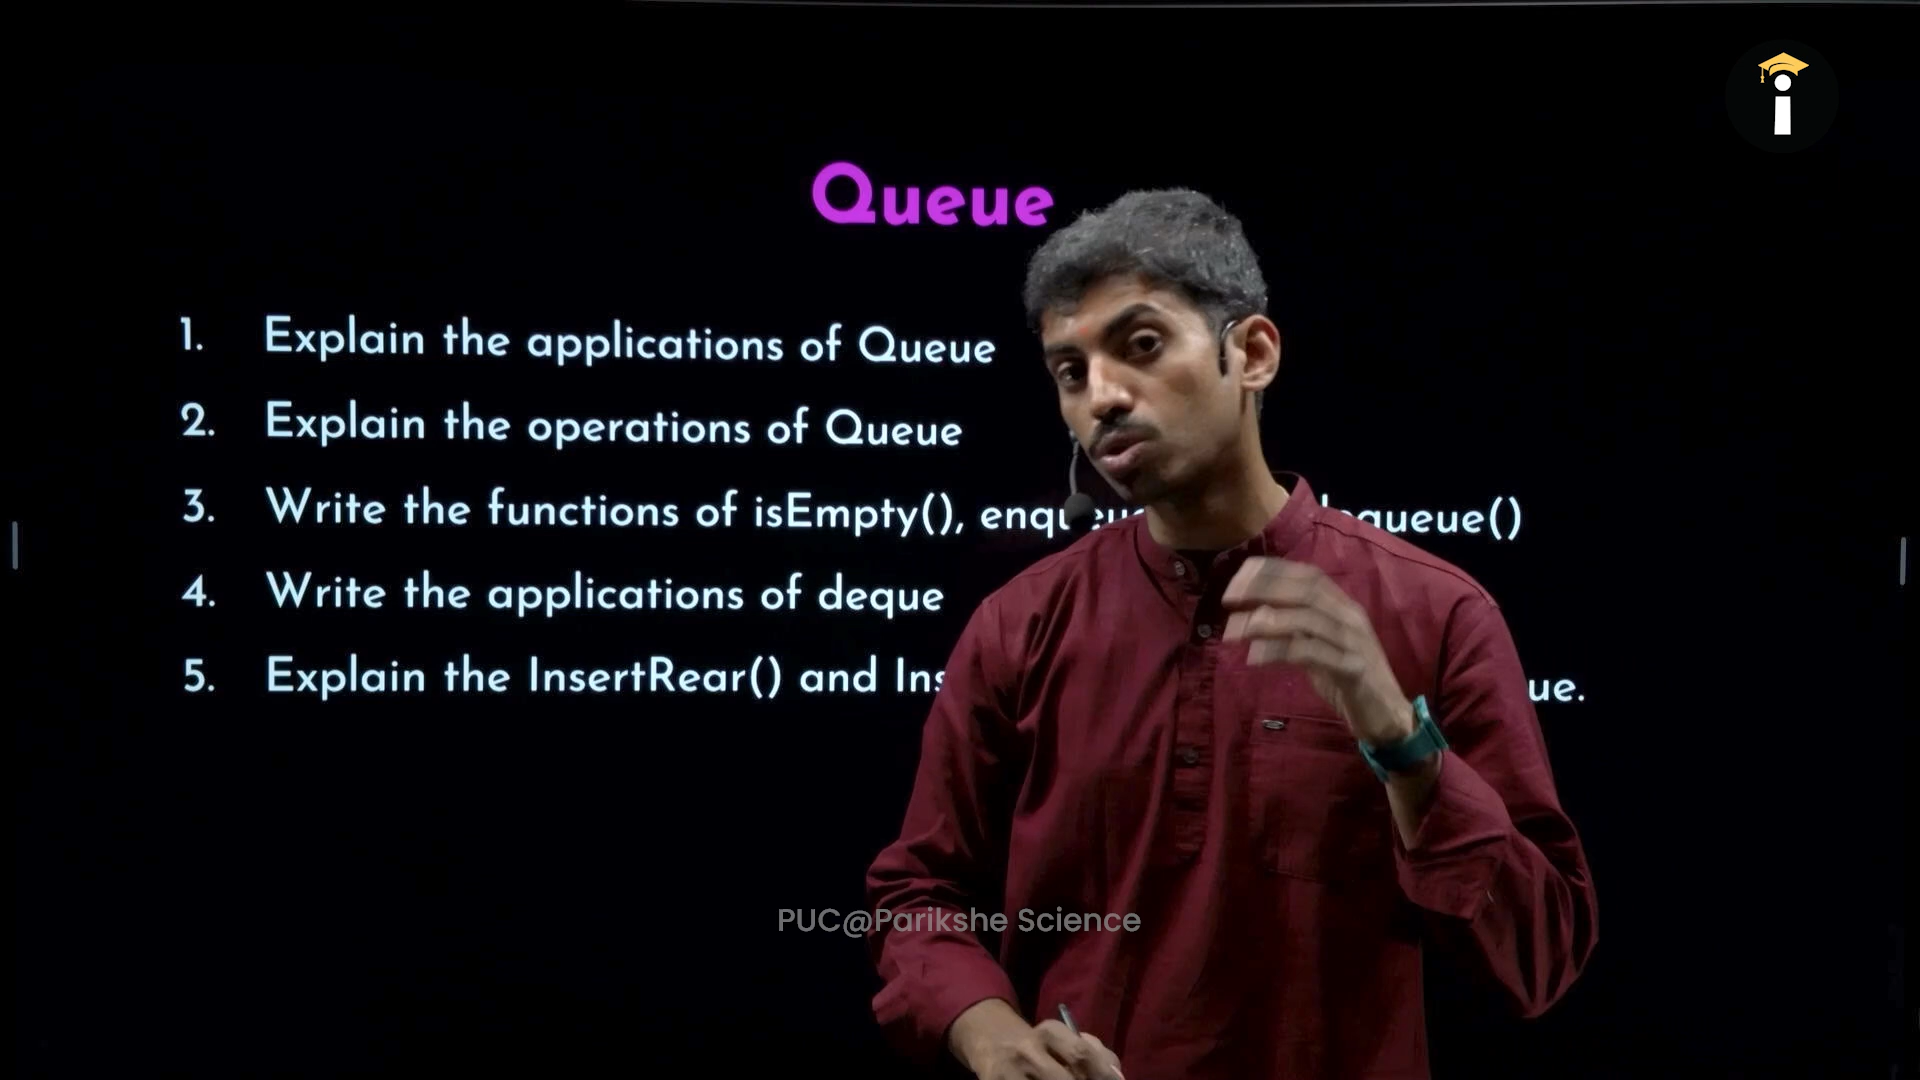 Queue
1. Explain the applications of Queue
2. Explain the operations of Queue
3. Write the functions of isEmpty(),
4. Write the applications of deque
5. Explain the InsertRear() and
PUC@Parikshe Science